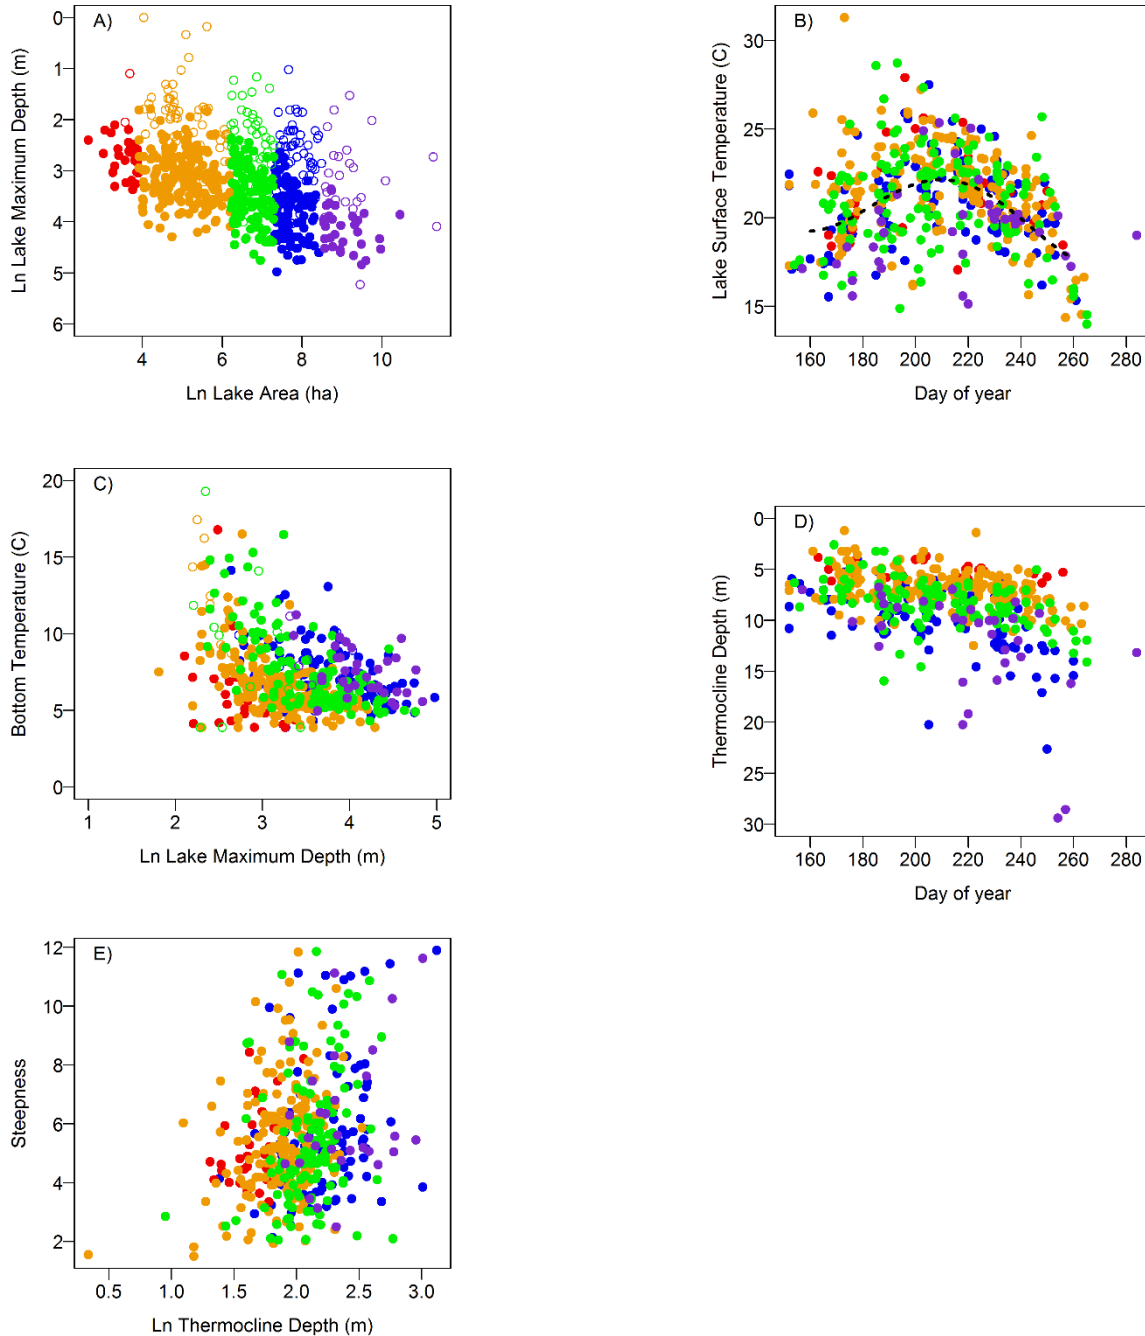 A)
0
1
2
3
4
5
6
Ln Lake Maximum Depth (m)
4 6 8 10
Ln Lake Area (ha)
B)
30
25
20
15
Lake Surface Temperature (C)
160 180 200 220 240 260 280
Day of year
C)
20
15
10
5
0
Bottom Temperature (C)
1 2 3 4 5
Ln Lake Maximum Depth (m)
D)
0
5
10
15
20
25
30
Thermocline Depth (m)
160 180 200 220 240 260 280
Day of year
E)
12
10
8
6
4
2
Steepness
0.5 1.0 1.5 2.0 2.5 3.0
Ln Thermocline Depth (m)